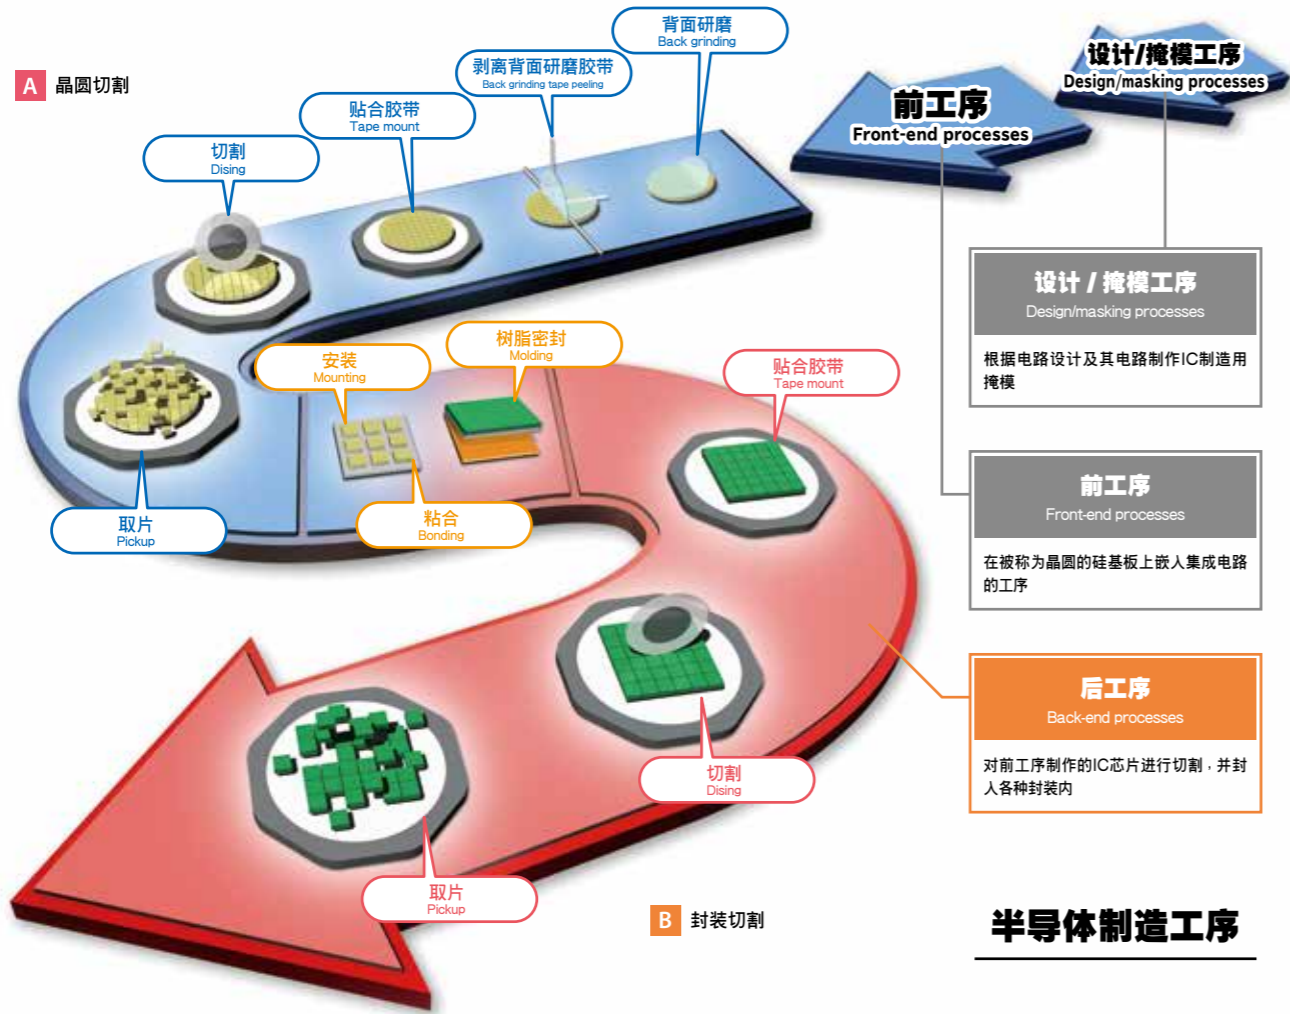 背面研磨
Back grinding
设计/掩模工序
Design/masking processes
剥离背面研磨胶带
Back grinding tape peeling
A 晶圆切割
前工序
Front-end processes
贴合胶带
Tape mount
切割
Dising
设计 / 掩模工序
Design/masking processes
根据电路设计及其电路制作IC制造用
掩模
树脂密封
Molding
安装
Mounting
贴合胶带
Tape mount
前工序
Front-end processes
在被称为晶圆的硅基板上嵌入集成电路
的工序
取片
Pickup
粘合
Bonding
后工序
Back-end processes
对前工序制作的IC芯片进行切割，并封
入各种封装内
切割
Dising
取片
Pickup
B 封装切割
半导体制造工序